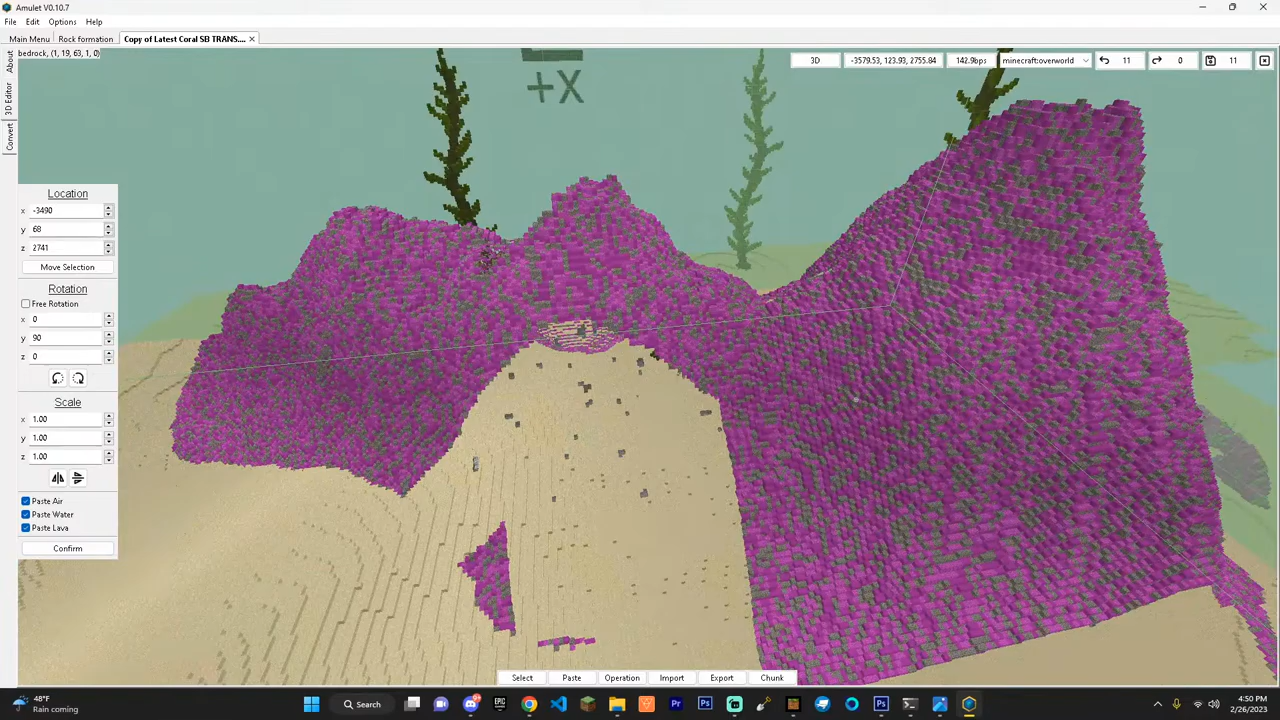 Amulet V0.10.7
File Edit Options Help
Main Menu Rock formation Copy of Latest Coral SB TRANS....
bedrock, (1, 19, 63, 1, 0)
3D -3579.53, 123.93, 2755.84 142.9bps minecraft:overworld 11 0 11
About
3D Editor
Convert
+X
Location
x -3490
y 68
z 2741
Move Selection
Rotation
Free Rotation
x 0
y 90
z 0
Scale
x 1.00
y 1.00
z 1.00
Paste Air
Paste Water
Paste Lava
Confirm
Select Paste Operation Import Export Chunk
48°F
Rain coming
Search
4:50 PM
2/26/2023